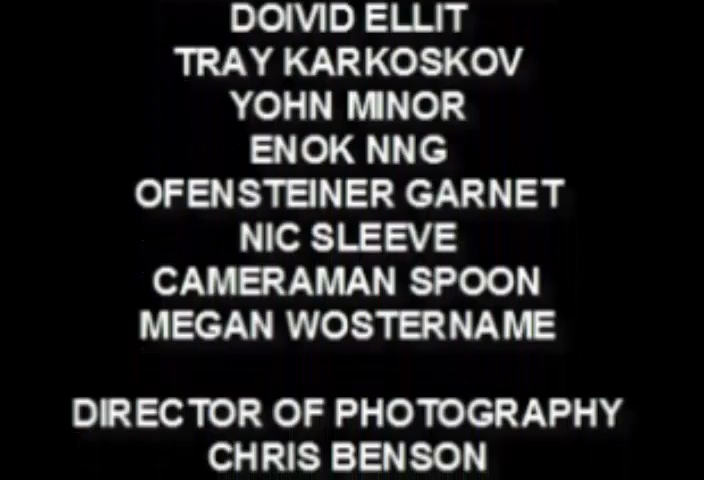 DOIVID ELLIT
TRAY KARKOSKOV
YOHN MINOR
ENOK NNG
OFENSTEINER GARNET
NIC SLEEVE
CAMERAMAN SPOON
MEGAN WOSTERNAME
DIRECTOR OF PHOTOGRAPHY
CHRIS BENSON